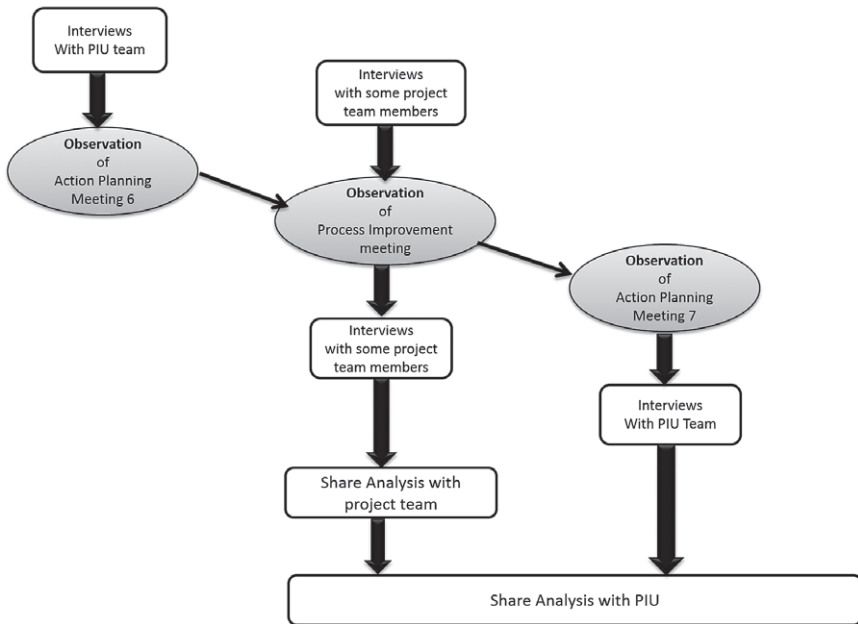 Interviews
With PIU team
Interviews
with some project
team members
Observation
of
Action Planning
Meeting 6
Observation
of
Process Improvement
meeting
Observation
of
Action Planning
Meeting 7
Interviews
with some project
team members
Interviews
With PIU Team
Share Analysis with
project team
Share Analysis with PIU